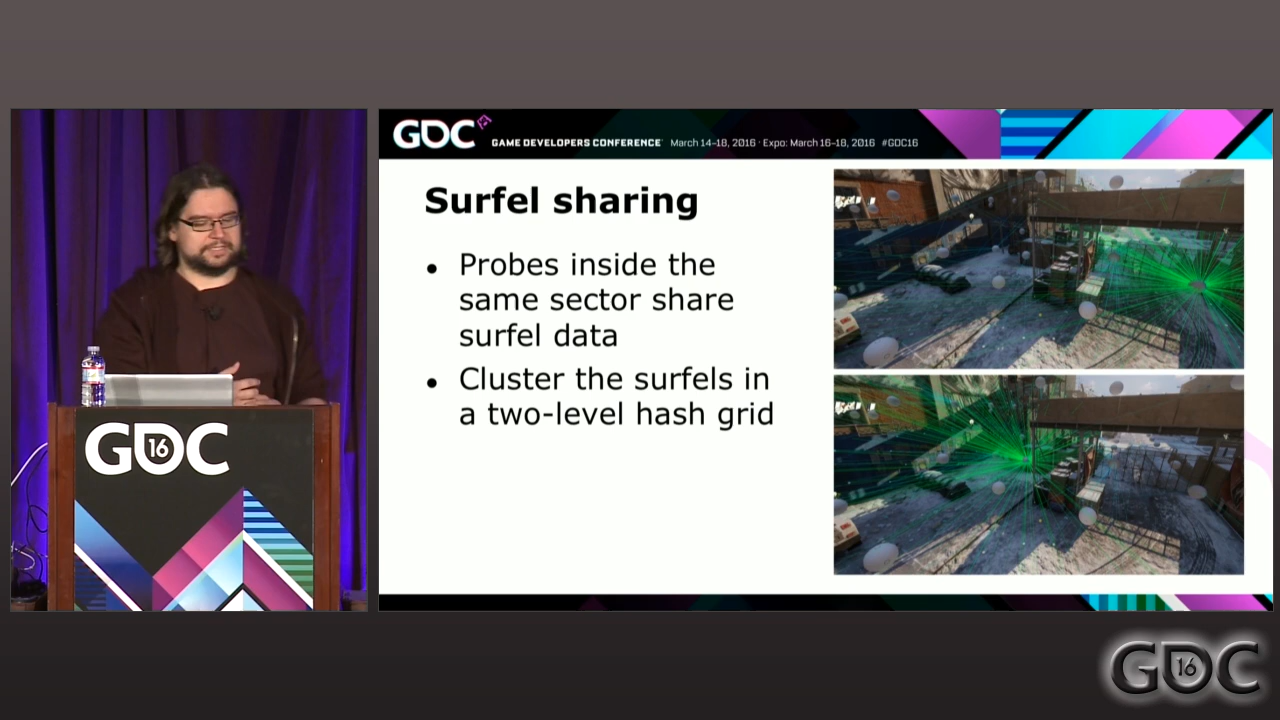 GDC
GAME DEVELOPERS CONFERENCE March 14-18, 2016 · Expo: March 16-18, 2016 #GDC16
Surfel sharing
• Probes inside the
same sector share
surfel data
• Cluster the surfels in
a two-level hash grid
GDC 16
GDC 16